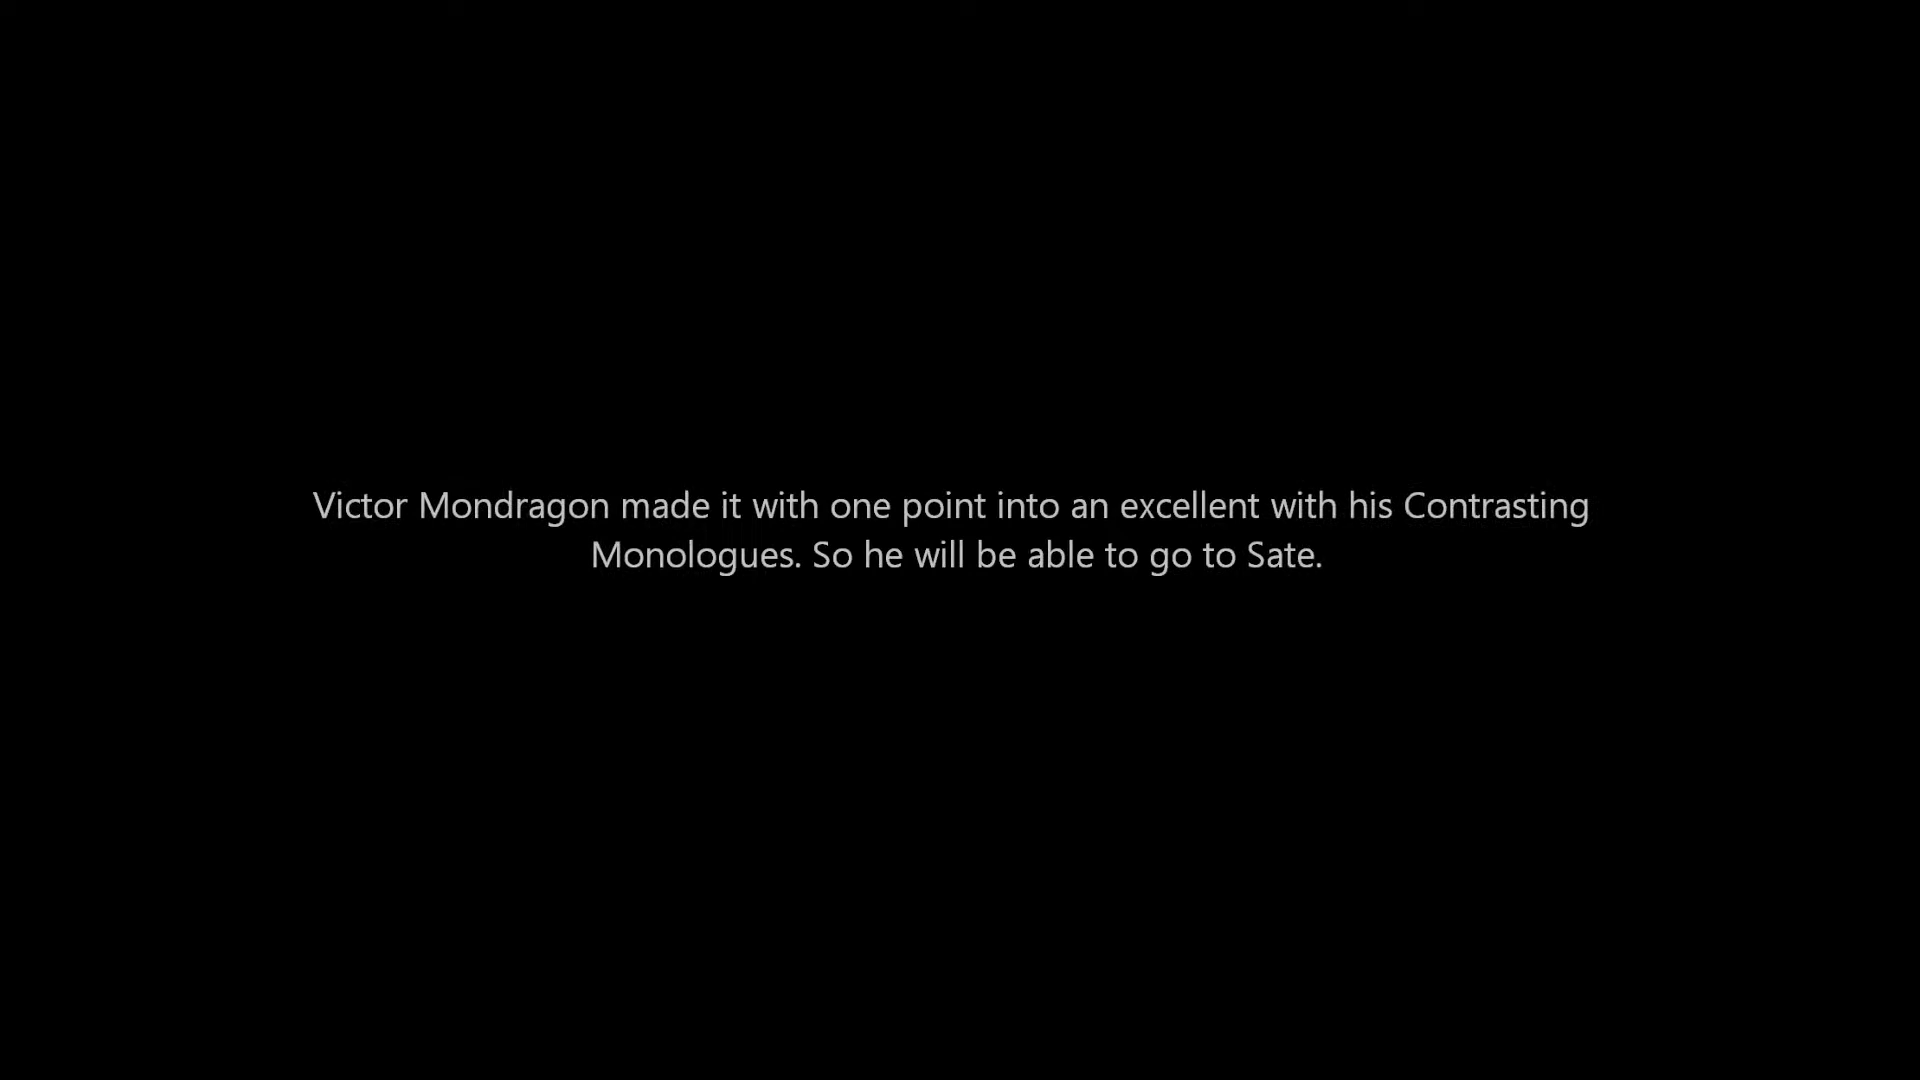 Victor Mondragon made it with one point into an excellent with his Contrasting
Monologues. So he will be able to go to Sate.